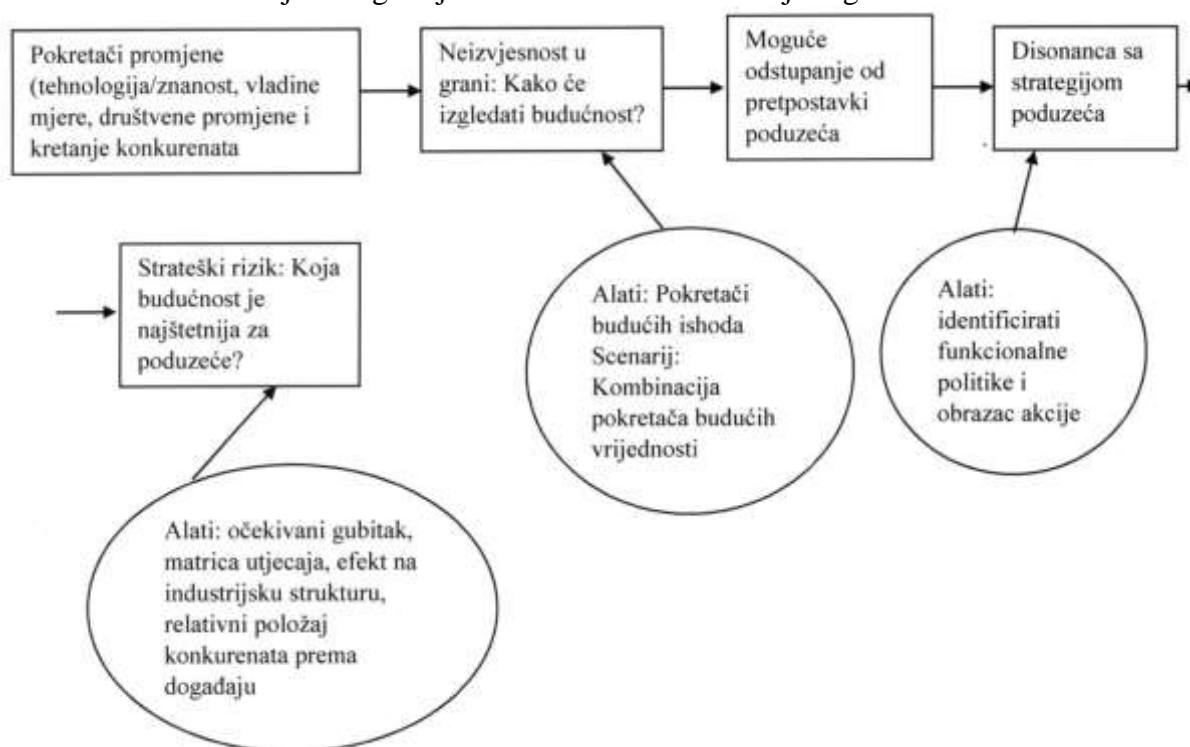 Pokretači promjene
(tehnologija/znanost, vladine
mjere, društvene promjene i
kretanje konkurenata
Neizvjesnost u
grani: Kako će
izgledati budućnost?
Moguće
odstupanje od
pretpostavki
poduzeća
Disonanca sa
strategijom
poduzeća
Strateški rizik: Koja
budućnost je
najštetnija za
poduzeće?
Alati: Pokretači
budućih ishoda
Scenarij:
Kombinacija
pokretača budućih
vrijednosti
Alati:
identificirati
funkcionalne
politike i
obrazac akcije
Alati: očekivani gubitak,
matrica utjecaja, efekt na
industrijsku strukturu,
relativni položaj
konkurenata prema
događaju